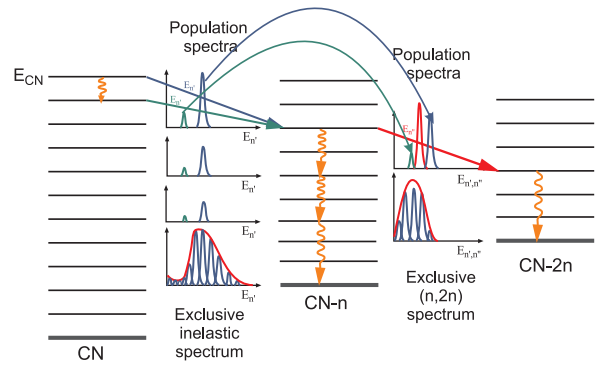 Population
spectra
Population
spectra
E_CN
E_n'
E_n'
E_n"
E_n'
E_n',n"
E_n'
E_n'
E_n',n"
E_n'
CN-n
CN-2n
CN
Exclusive
inelastic
spectrum
Exclusive
(n,2n)
spectrum